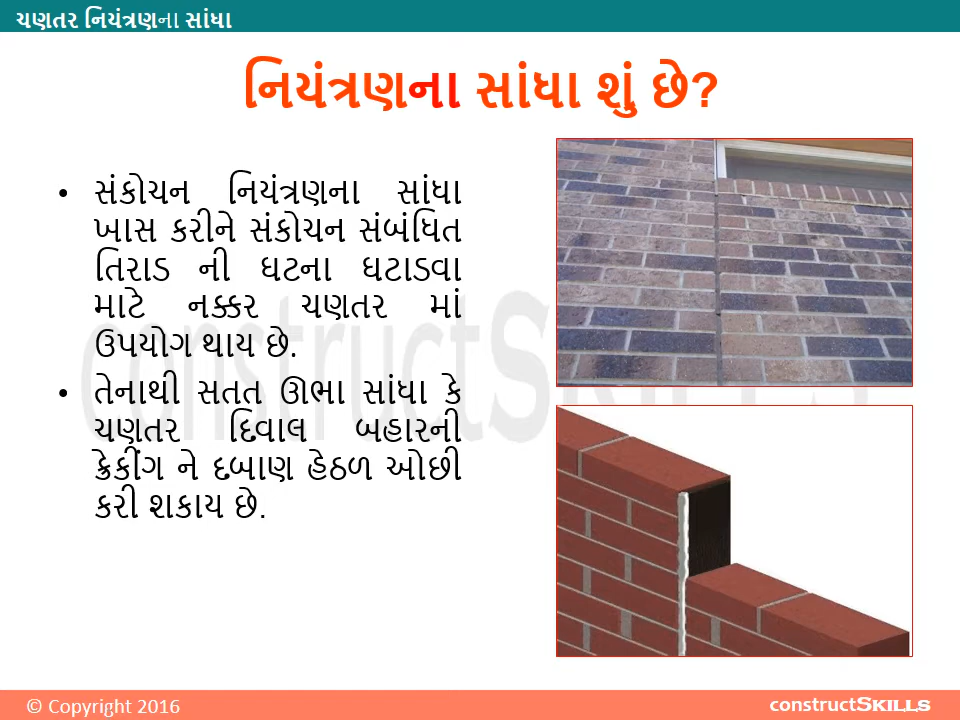 ચણતર નિયંત્રણના સાંધા
નિયંત્રણના સાંધા શું છે?
• સંકોચન નિયંત્રણના સાંધા
ખાસ કરીને સંકોચન સંબંધિત
તિરાડ ની ઘટના ઘટાડવા
માટે નક્કર ચણતર માં
ઉપયોગ થાય છે.
• તેનાથી સતત ઊભા સાંધા કે
ચણતર દિવાલ બહારની
ક્રેકીંગ ને દબાણ હેઠળ ઓછી
કરી શકાય છે.
constructSKILLS
© Copyright 2016
constructSKILLS